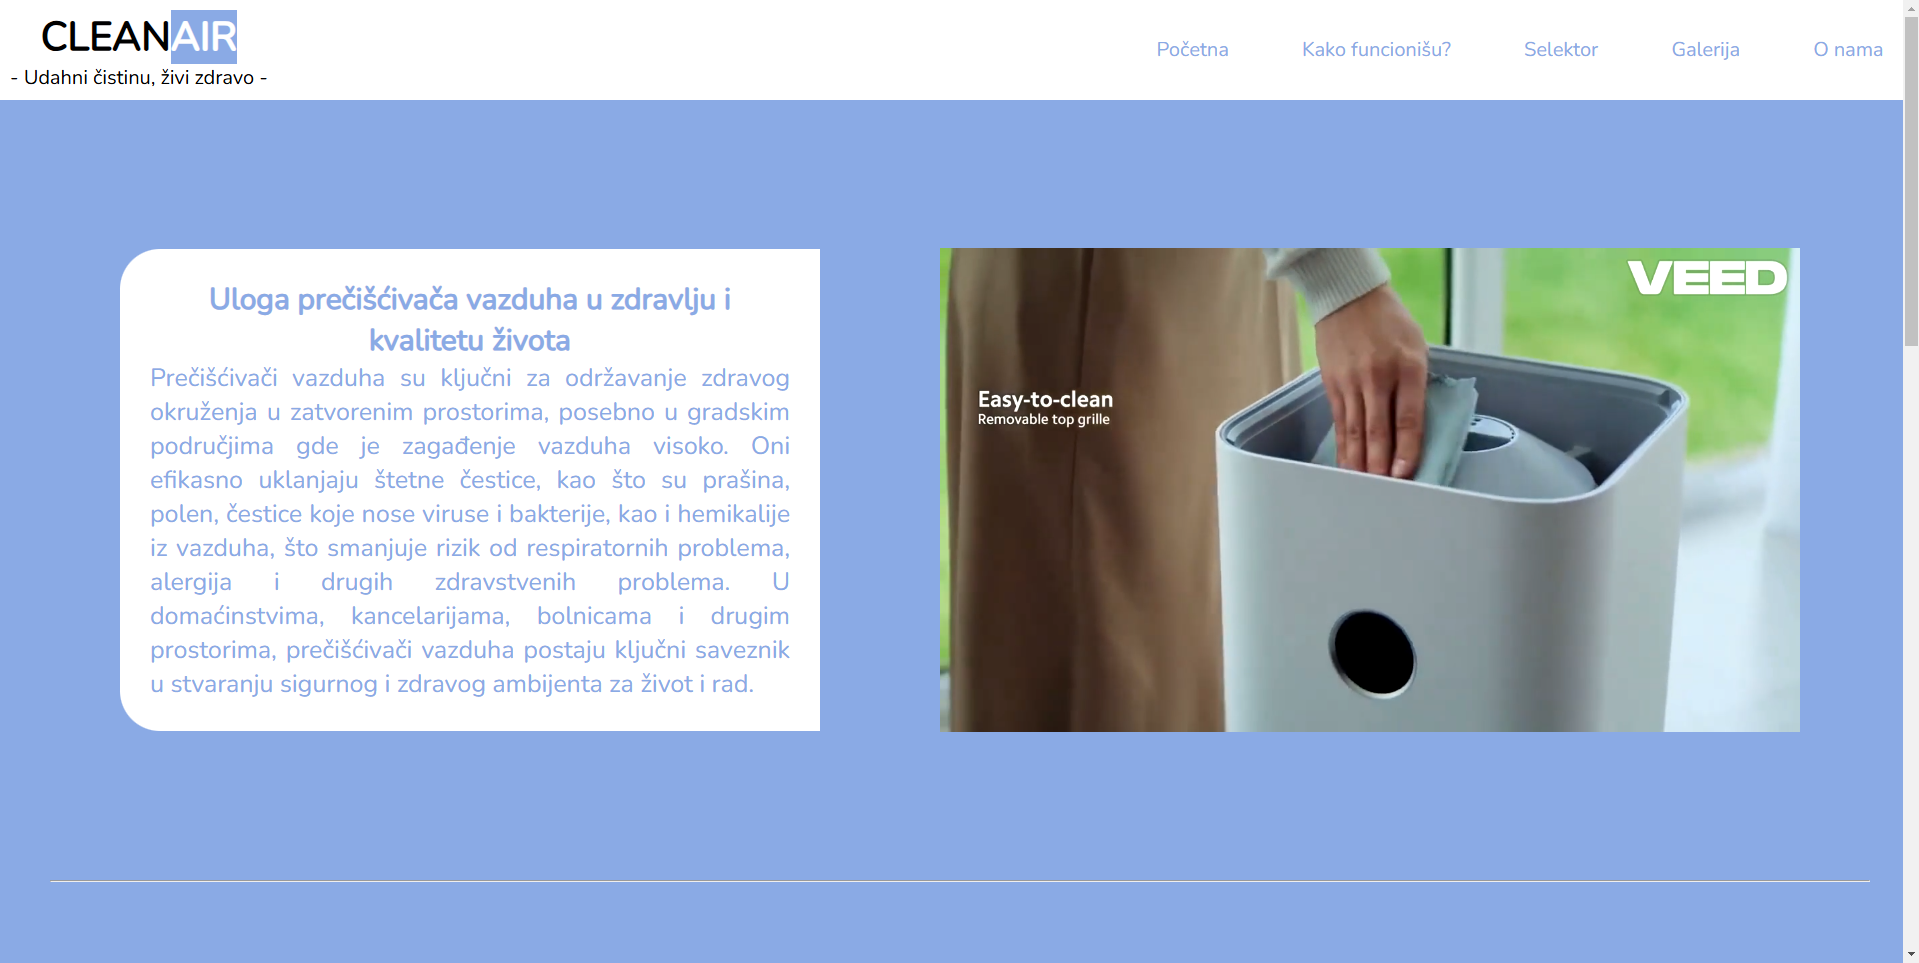 CLEANAIR
- Udahni čistinu, živi zdravo -
Početna
Kako funcionišu?
Selektor
Galerija
O nama
Uloga prečišćivača vazduha u zdravlju i
kvalitetu života
Prečišćivači vazduha su ključni za održavanje zdravog
okruženja u zatvorenim prostorima, posebno u gradskim
područjima gde je zagađenje vazduha visoko. Oni
efikasno uklanjaju štetne čestice, kao što su prašina,
polen, čestice koje nose viruse i bakterije, kao i hemikalije
iz vazduha, što smanjuje rizik od respiratornih problema,
alergija i drugih zdravstvenih problema. U
domaćinstvima, kancelarijama, bolnicama i drugim
prostorima, prečišćivači vazduha postaju ključni saveznik
u stvaranju sigurnog i zdravog ambijenta za život i rad.
VEED
Easy-to-clean
Removable top grille